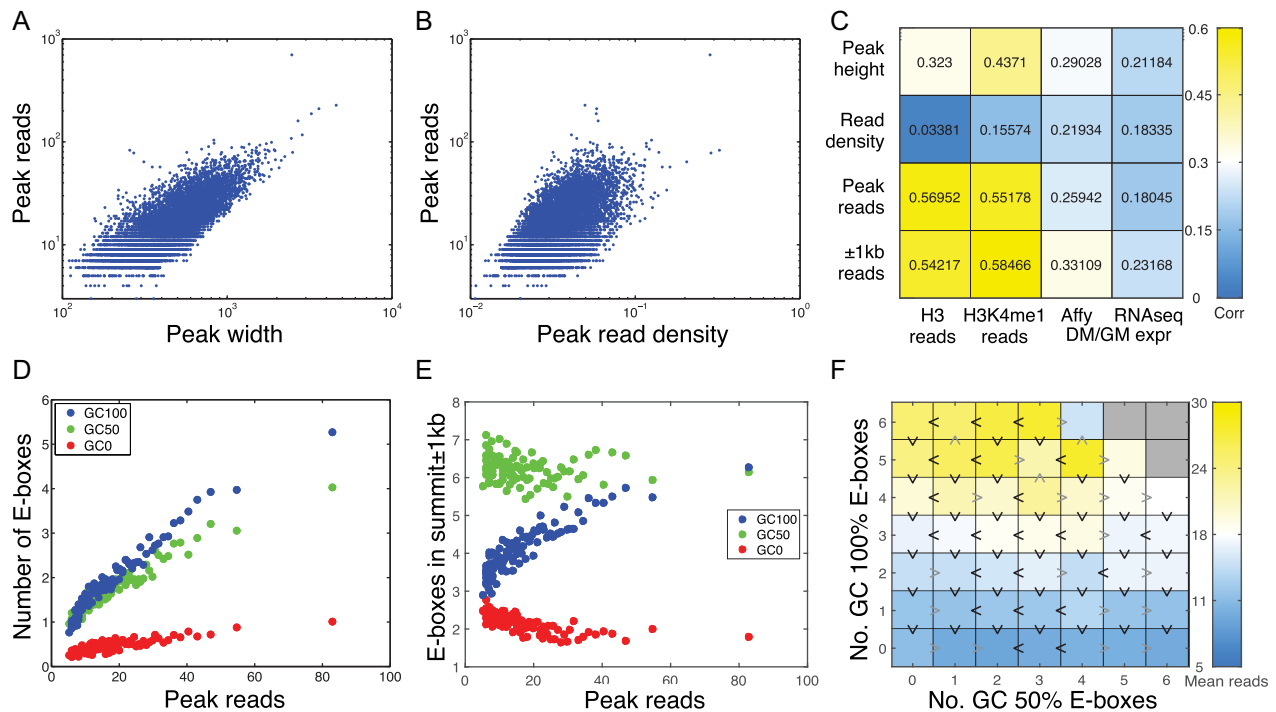 A
10³
10²
10¹
10²
10³
10⁴
Peak reads
Peak width
B
10³
10²
10¹
10⁻²
10⁻¹
10⁰
Peak reads
Peak read density
C
Peak height
Read density
Peak reads
±1kb reads
0.323 0.4371 0.29028 0.21184
0.03381 0.15574 0.21934 0.18335
0.56952 0.55178 0.25942 0.18045
0.54217 0.58466 0.33109 0.23168
H3 reads
H3K4me1 reads
Affy RNAseq
DM/GM expr
0.6
0.45
0.3
0.15
0
Corr
D
GC100
GC50
GC0
6
5
4
3
2
1
0
0 20 40 60 80 100
Number of E-boxes
Peak reads
E
8
7
6
5
4
3
2
1
0 20 40 60 80 100
GC100
GC50
GC0
E-boxes in summit±1kb
Peak reads
F
6
5
4
3
2
1
0
0 1 2 3 4 5 6
No. GC 100% E-boxes
No. GC 50% E-boxes
30
24
18
11
5
Mean reads